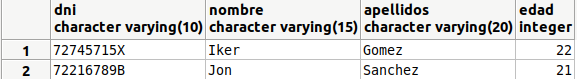 dni nombre apellidos edad
character varying(10) character varying(15) character varying(20) integer
1 72745715X Iker Gomez 22
2 72216789B Jon Sanchez 21